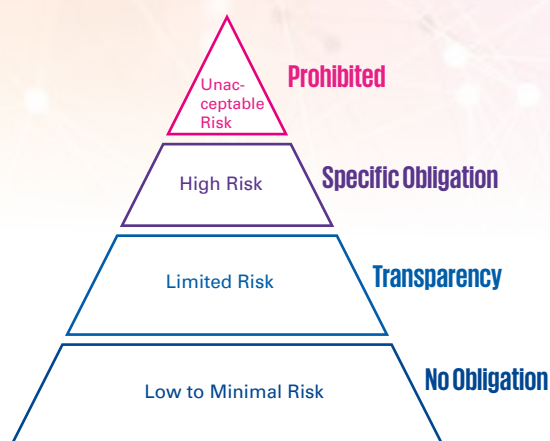 Prohibited
Unac-
ceptable
Risk
Specific Obligation
High Risk
Transparency
Limited Risk
No Obligation
Low to Minimal Risk